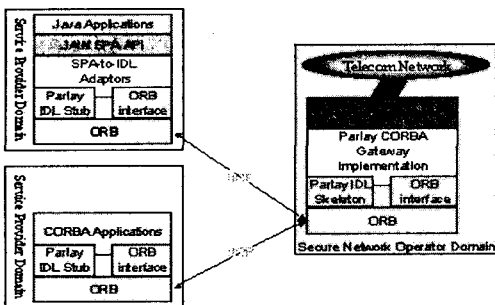 Service Provider Domain
Java Applications
JAVA SPA API
SPA-to-IDL
Adaptors
Parlay
IDL Stub
ORB
interface
ORB
Service Provider Domain
CORBA Applications
Parlay
IDL Stub
ORB
interface
ORB
Telecom Network
Parlay CORBA
Gateway
Implementation
Parlay IDL
Skeleton
ORB
interface
ORB
Secure Network Operator Domain